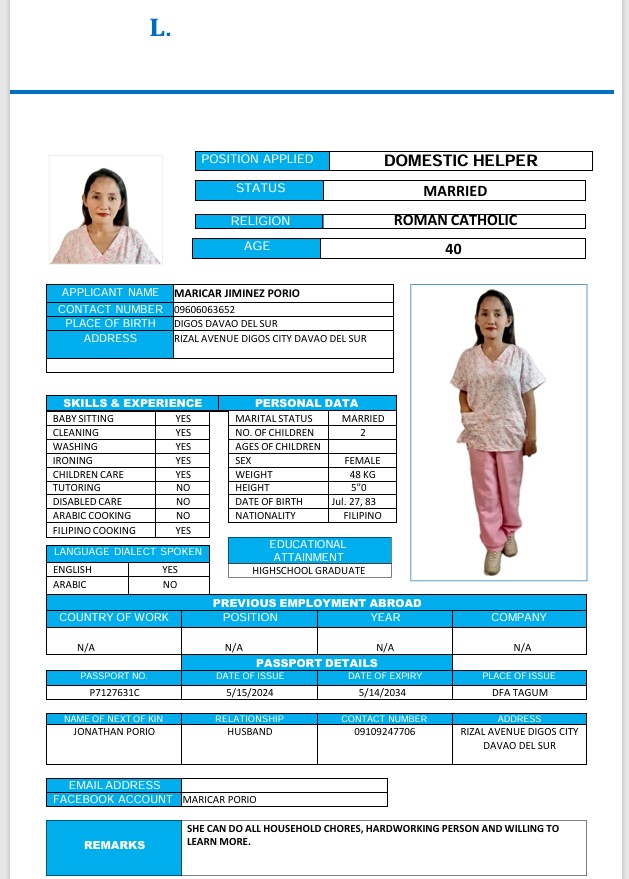 L.
POSITION APPLIED DOMESTIC HELPER
STATUS MARRIED
RELIGION ROMAN CATHOLIC
AGE 40
APPLICANT NAME MARICAR JIMINEZ PORIO
CONTACT NUMBER 09606063652
PLACE OF BIRTH DIGOS DAVAO DEL SUR
ADDRESS RIZAL AVENUE DIGOS CITY DAVAO DEL SUR
SKILLS & EXPERIENCE PERSONAL DATA
BABY SITTING YES MARITAL STATUS MARRIED
CLEANING YES NO. OF CHILDREN 2
WASHING YES AGES OF CHILDREN
IRONING YES SEX FEMALE
CHILDREN CARE YES WEIGHT 48 KG
TUTORING NO HEIGHT 5"0
DISABLED CARE NO DATE OF BIRTH Jul. 27, 83
ARABIC COOKING NO NATIONALITY FILIPINO
FILIPINO COOKING YES
LANGUAGE DIALECT SPOKEN
ENGLISH YES
ARABIC NO
EDUCATIONAL
ATTAINMENT
HIGHSCHOOL GRADUATE
PREVIOUS EMPLOYMENT ABROAD
COUNTRY OF WORK POSITION YEAR COMPANY
N/A N/A N/A N/A
PASSPORT DETAILS
PASSPORT NO. DATE OF ISSUE DATE OF EXPIRY PLACE OF ISSUE
P7127631C 5/15/2024 5/14/2034 DFA TAGUM
NAME OF NEXT OF KIN RELATIONSHIP CONTACT NUMBER ADDRESS
JONATHAN PORIO HUSBAND 09109247706 RIZAL AVENUE DIGOS CITY
DAVAO DEL SUR
EMAIL ADDRESS
FACEBOOK ACCOUNT MARICAR PORIO
REMARKS
SHE CAN DO ALL HOUSEHOLD CHORES, HARDWORKING PERSON AND WILLING TO
LEARN MORE.